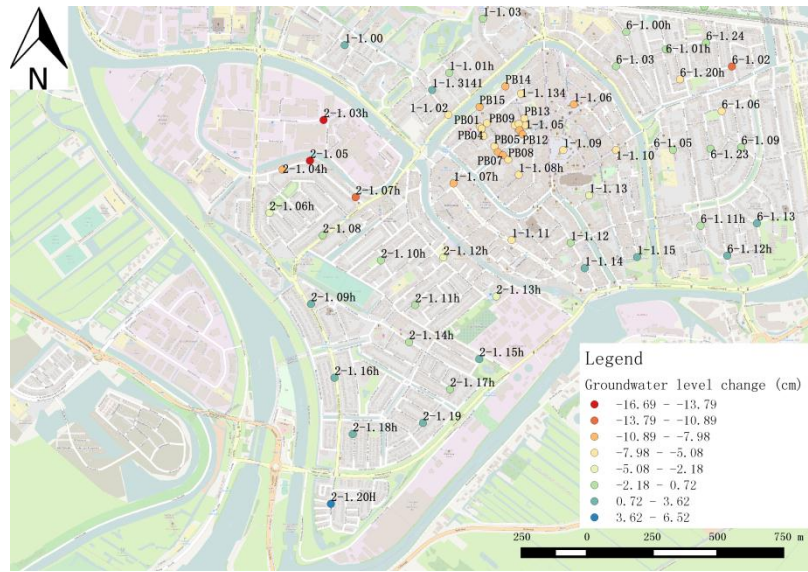 1-1.03
1-1.00
6-1.00h
6-1.24
6-1.01h
6-1.02
6-1.03
1-1.01h
6-1.20h
PB14
1-1.3141
1-1.134
N
PB15
1-1.06
1-1.02
6-1.06
2-1.03h
PB01
PB09
PB13
1-1.05
PB04
PB05
PB12
1-1.09
1-1.10
6-1.05
6-1.09
6-1.23
2-1.05
PB07
PB08
2-1.04h
1-1.08h
1-1.07h
2-1.07h
1-1.13
2-1.06h
6-1.11h
6-1.13
2-1.08
1-1.11
1-1.12
2-1.10h
2-1.12h
1-1.15
6-1.12h
1-1.14
2-1.09h
2-1.11h
2-1.13h
2-1.14h
2-1.15h
2-1.16h
2-1.17h
2-1.19
2-1.18h
2-1.20H
Legend
Groundwater level change (cm)
-16.69 - -13.79
-13.79 - -10.89
-10.89 - -7.98
-7.98 - -5.08
-5.08 - -2.18
-2.18 - 0.72
0.72 - 3.62
3.62 - 6.52
250 0 250 500 750 m